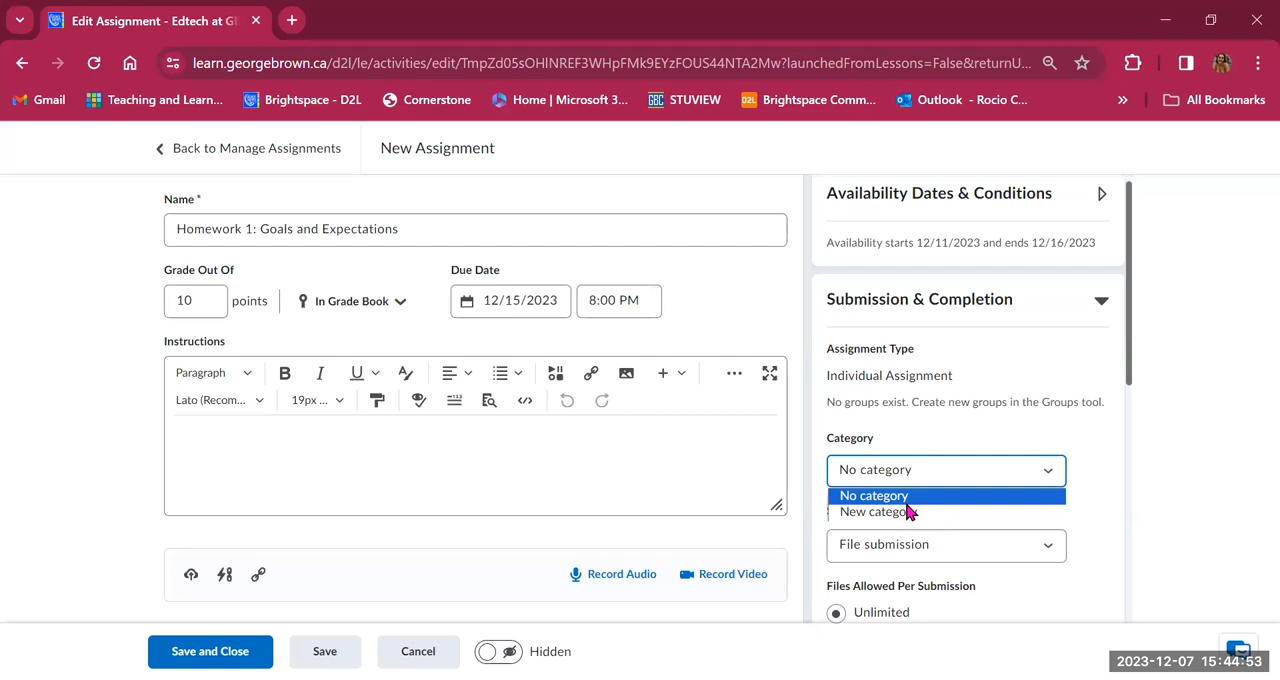 Edit Assignment - Edtech at G
learn.georgebrown.ca/d2l/le/activities/edit/TmpZd05sOHlNREF3WHpFMk9EYzFOUS44NTA2Mw?launchedFromLessons=False&returnU...
Gmail
Teaching and Learn...
Brightspace - D2L
Cornerstone
Home | Microsoft 3...
GBC STUVIEW
D2L Brightspace Comm...
Outlook - Rocio C...
All Bookmarks
Back to Manage Assignments
New Assignment
Name *
Homework 1: Goals and Expectations
Grade Out Of
10 points
In Grade Book
Due Date
12/15/2023
8:00 PM
Instructions
Paragraph
Lato (Recom...
19px ...
Record Audio
Record Video
Availability Dates & Conditions
Availability starts 12/11/2023 and ends 12/16/2023
Submission & Completion
Assignment Type
Individual Assignment
No groups exist. Create new groups in the Groups tool.
Category
No category
No category
New category
File submission
Files Allowed Per Submission
Unlimited
Save and Close
Save
Cancel
Hidden
2023-12-07 15:44:53